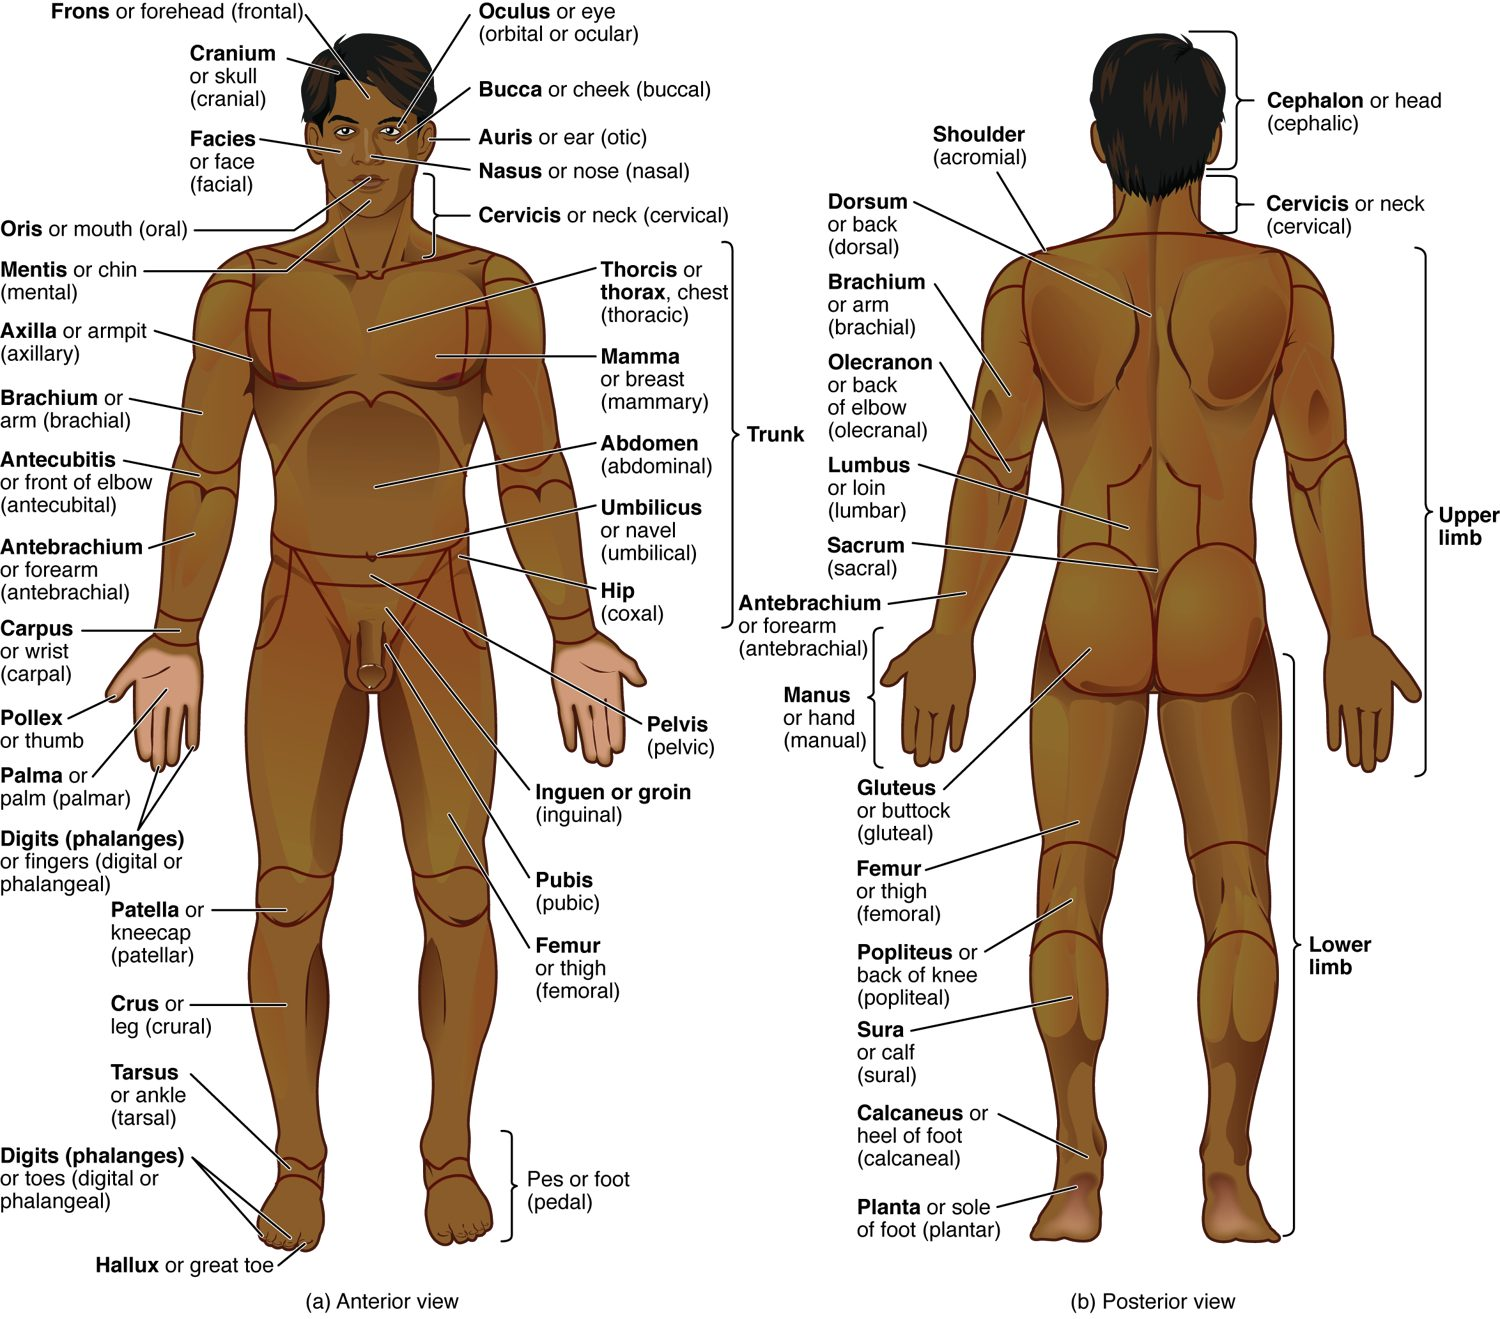 Frons or forehead (frontal)
Cranium
or skull
(cranial)
Facies
or face
(facial)
Oris or mouth (oral)
Mentis or chin
(mental)
Axilla or armpit
(axillary)
Brachium or
arm (brachial)
Antecubitis
or front of elbow
(antecubital)
Antebrachium
or forearm
(antebrachial)
Carpus
or wrist
(carpal)
Pollex
or thumb
Palma or
palm (palmar)
Digits (phalanges)
or fingers (digital or
phalangeal)
Patella or
kneecap
(patellar)
Crus or
leg (crural)
Tarsus
or ankle
(tarsal)
Digits (phalanges)
or toes (digital or
phalangeal)
Hallux or great toe
Oculus or eye
(orbital or ocular)
Bucca or cheek (buccal)
Auris or ear (otic)
Nasus or nose (nasal)
Cervicis or neck (cervical)
Thorcis or
thorax, chest
(thoracic)
Mamma
or breast
(mammary)
Abdomen
(abdominal)
Umbilicus
or navel
(umbilical)
Hip
(coxal)
Trunk
Pelvis
(pelvic)
Inguen or groin
(inguinal)
Pubis
(pubic)
Femur
or thigh
(femoral)
Pes or foot
(pedal)
(a) Anterior view
Shoulder
(acromial)
Dorsum
or back
(dorsal)
Brachium
or arm
(brachial)
Olecranon
or back
of elbow
(olecranal)
Lumbus
or loin
(lumbar)
Sacrum
(sacral)
Antebrachium
or forearm
(antebrachial)
Manus
or hand
(manual)
Gluteus
or buttock
(gluteal)
Femur
or thigh
(femoral)
Popliteus or
back of knee
(popliteal)
Sura
or calf
(sural)
Calcaneus or
heel of foot
(calcaneal)
Planta or sole
of foot (plantar)
Cephalon or head
(cephalic)
Cervicis or neck
(cervical)
Upper
limb
Lower
limb
(b) Posterior view